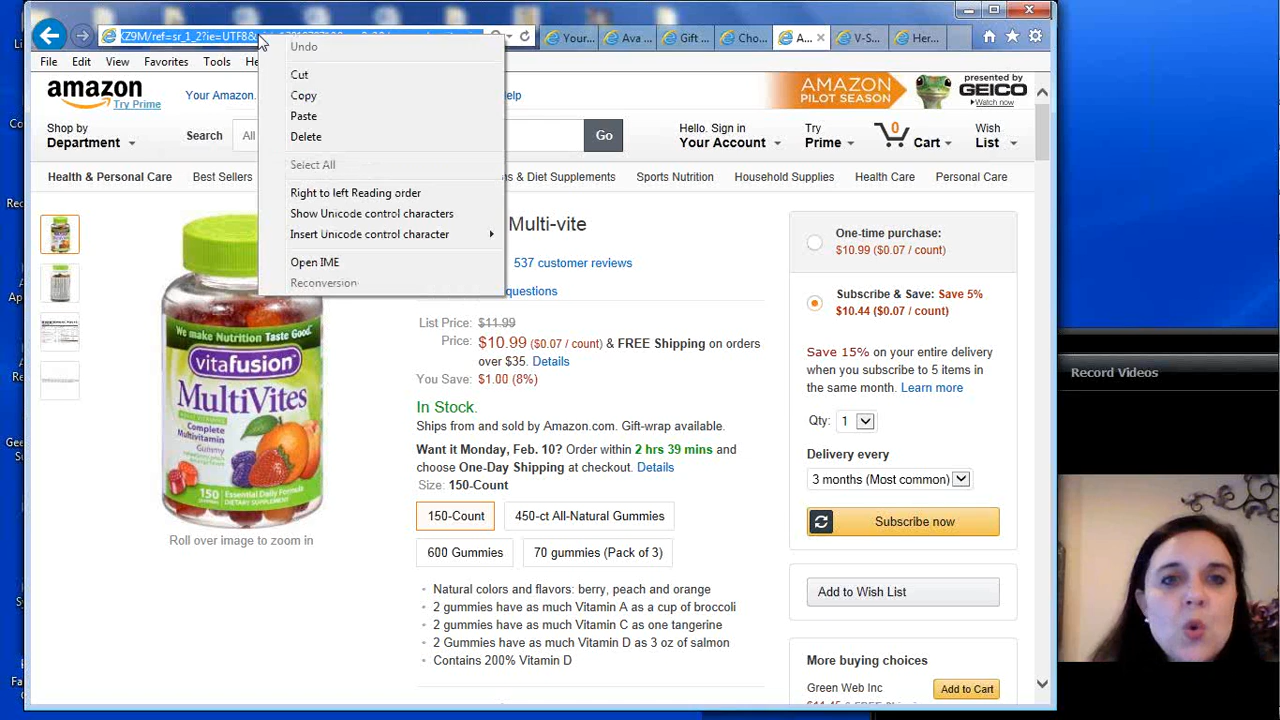 KZ9M/ref=sr_1_2?ie=UTF8&
Your...
Ava ...
Gift ...
Cho...
A...
V-S...
Her...
File Edit View Favorites Tools He
Undo
Cut
Copy
Paste
Delete
Select All
Right to left Reading order
Show Unicode control characters
Insert Unicode control character
Open IME
Reconversion
amazon
Try Prime
Your Amazon.
elp
AMAZON
PILOT SEASON
presented by
GEICO
Watch now
Shop by
Department
Search
All
Go
Hello. Sign in
Your Account
Try
Prime
0
Cart
Wish
List
Health & Personal Care
Best Sellers
s & Diet Supplements
Sports Nutrition
Household Supplies
Health Care
Personal Care
Multi-vite
537 customer reviews
questions
List Price: $11.99
Price: $10.99 ($0.07 / count) & FREE Shipping on orders
over $35. Details
You Save: $1.00 (8%)
In Stock.
Ships from and sold by Amazon.com. Gift-wrap available.
Want it Monday, Feb. 10? Order within 2 hrs 39 mins and
choose One-Day Shipping at checkout. Details
Size: 150-Count
150-Count
450-ct All-Natural Gummies
600 Gummies
70 gummies (Pack of 3)
Natural colors and flavors: berry, peach and orange
2 gummies have as much Vitamin A as a cup of broccoli
2 gummies have as much Vitamin C as one tangerine
2 Gummies have as much Vitamin D as 3 oz of salmon
Contains 200% Vitamin D
We make Nutrition Taste Good.
vitafusion
MultiVites
Complete
Multivitamin
Gummy
150
Essential Daily Formula
DIETARY SUPPLEMENT
Roll over image to zoom in
One-time purchase:
$10.99 ($0.07 / count)
Subscribe & Save: Save 5%
$10.44 ($0.07 / count)
Save 15% on your entire delivery
when you subscribe to 5 items in
the same month. Learn more
Qty: 1
Delivery every
3 months (Most common)
Subscribe now
Add to Wish List
More buying choices
Green Web Inc
Add to Cart
Record Videos